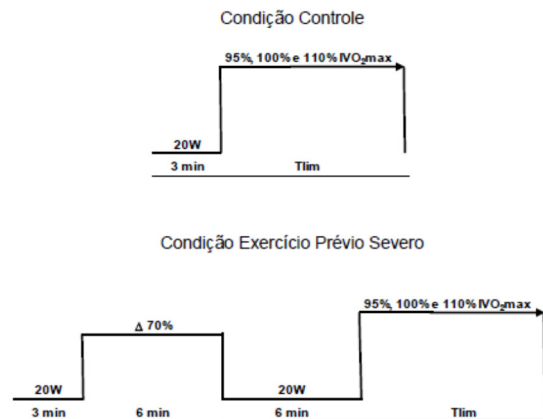 Condição Controle
95%, 100% e 110% IVO₂max
20W
3 min Tlim
Condição Exercício Prévio Severo
95%, 100% e 110% IVO₂max
Δ 70%
20W 20W
3 min 6 min 6 min Tlim